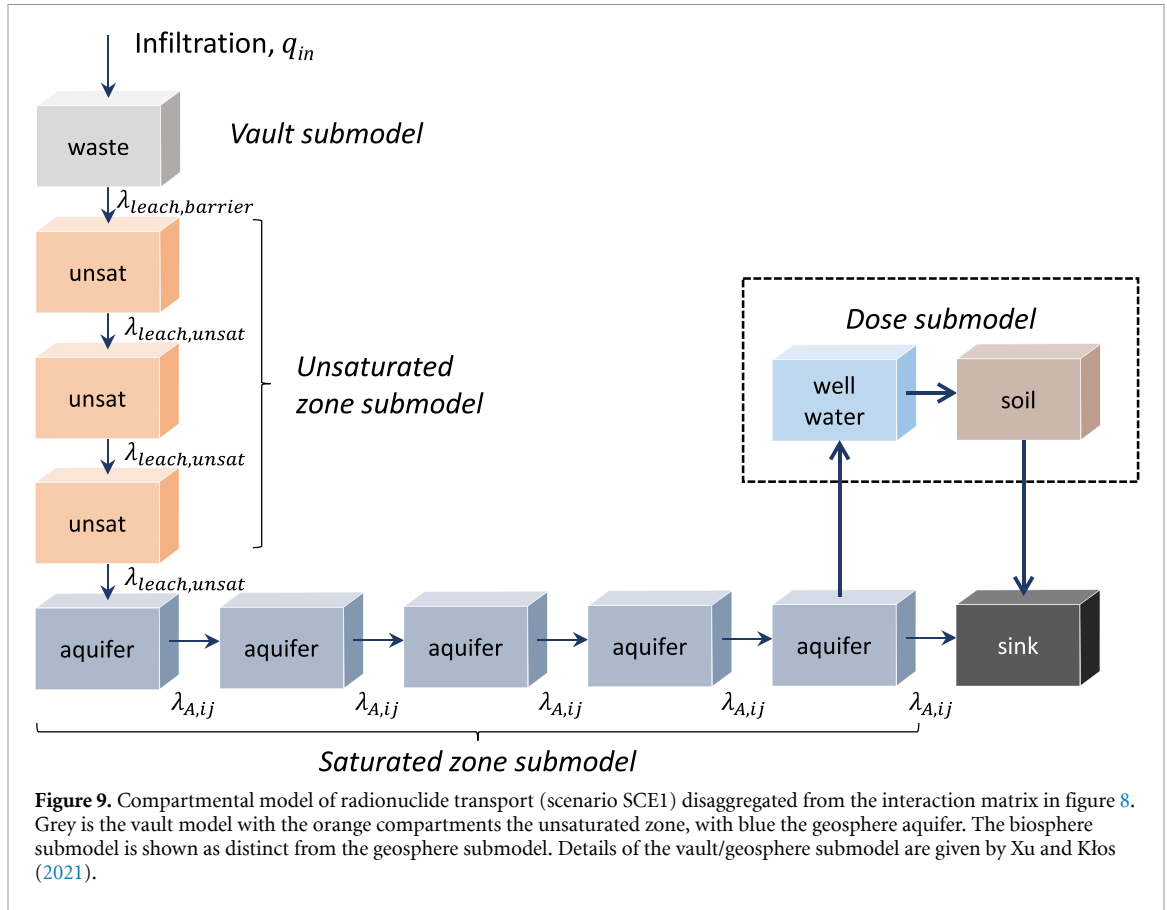 Infiltration, q_in
waste
Vault submodel
λ_leach,barrier
unsat
λ_leach,unsat
unsat
Unsaturated
zone submodel
λ_leach,unsat
unsat
λ_leach,unsat
Dose submodel
well
water
soil
aquifer
aquifer
aquifer
aquifer
aquifer
sink
λ_A,ij
λ_A,ij
λ_A,ij
λ_A,ij
λ_A,ij
Saturated zone submodel
Figure 9. Compartmental model of radionuclide transport (scenario SCE1) disaggregated from the interaction matrix in figure 8.
Grey is the vault model with the orange compartments the unsaturated zone, with blue the geosphere aquifer. The biosphere
submodel is shown as distinct from the geosphere submodel. Details of the vault/geosphere submodel are given by Xu and Kłos
(2021).